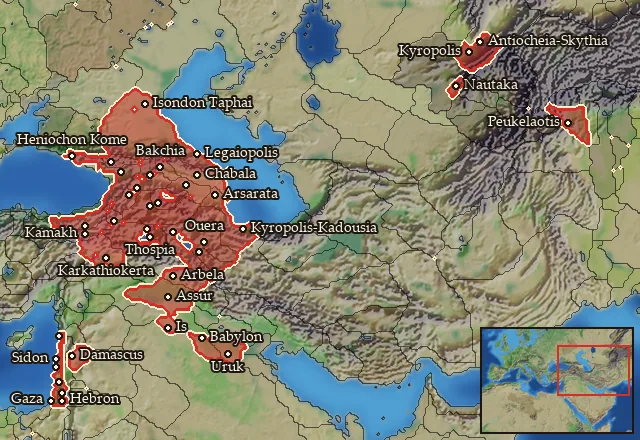 Antiocheia-Skythia
Kyropolis
Nautaka
Isondon Taphai
Peukelaotis
Heniochon Kome
Bakchia
Legaiopolis
Chabala
Arsarata
Ouera
Kyropolis-Kadousia
Kamakh
Thospia
Karkathiokerta
Arbela
Assur
Is
Babylon
Sidon
Damascus
Uruk
Gaza
Hebron